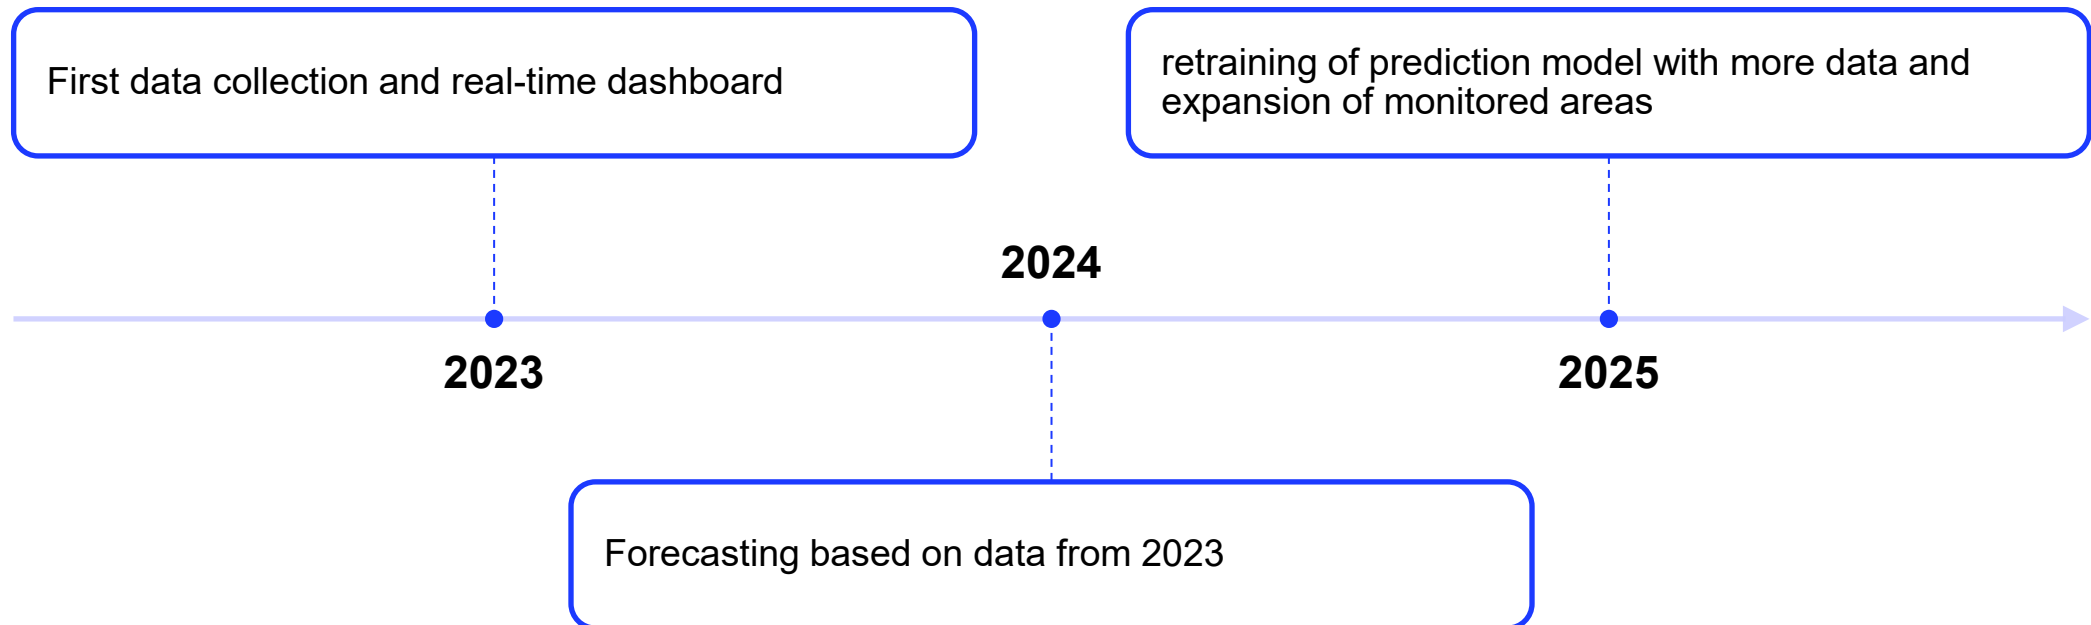 First data collection and real-time dashboard
retraining of prediction model with more data and
expansion of monitored areas
2024
2023
2025
Forecasting based on data from 2023